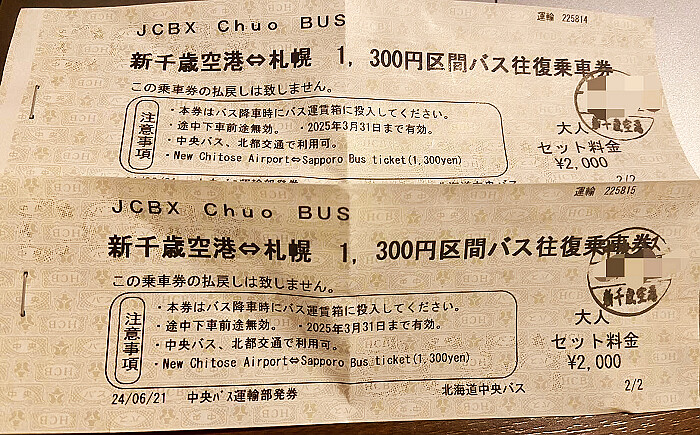 運輸 225814
JCBX Chuo BUS
新千歳空港⇔札幌 1,300円区間バス往復乗車券
この乗車券の払戻しは致しません。
注意事項
・本券はバス降車時にバス運賃箱に投入してください。
・途中下車前途無効。 ・2025年3月31日まで有効。
・中央バス、北都交通で利用可。
・New Chitose Airport⇔Sapporo Bus ticket(1,300yen)
新千歳空港
大人
セット料金
¥2,000
2/2
運輸 225815
JCBX Chuo BUS
新千歳空港⇔札幌 1,300円区間バス往復乗車券
この乗車券の払戻しは致しません。
注意事項
・本券はバス降車時にバス運賃箱に投入してください。
・途中下車前途無効。 ・2025年3月31日まで有効。
・中央バス、北都交通で利用可。
・New Chitose Airport⇔Sapporo Bus ticket(1,300yen)
新千歳空港
大人
セット料金
¥2,000
24/06/21 中央バス運輸部発券 北海道中央バス 2/2